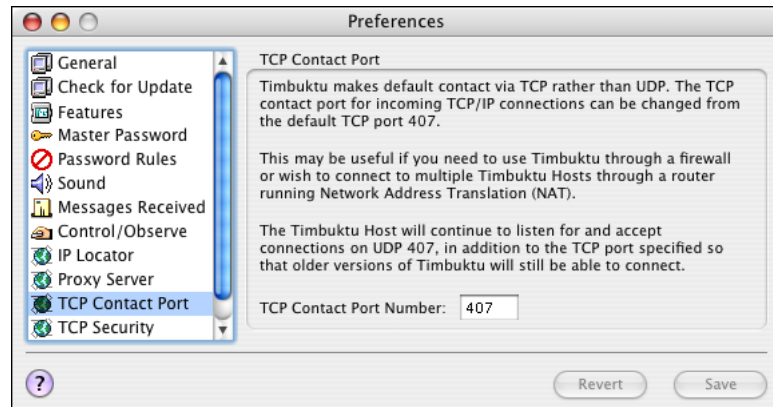 Preferences
General
Check for Update
Features
Master Password
Password Rules
Sound
Messages Received
Control/Observe
IP Locator
Proxy Server
TCP Contact Port
TCP Security
TCP Contact Port
Timbuktu makes default contact via TCP rather than UDP. The TCP
contact port for incoming TCP/IP connections can be changed from
the default TCP port 407.
This may be useful if you need to use Timbuktu through a firewall
or wish to connect to multiple Timbuktu Hosts through a router
running Network Address Translation (NAT).
The Timbuktu Host will continue to listen for and accept
connections on UDP 407, in addition to the TCP port specified so
that older versions of Timbuktu will still be able to connect.
TCP Contact Port Number: 407
?
Revert Save